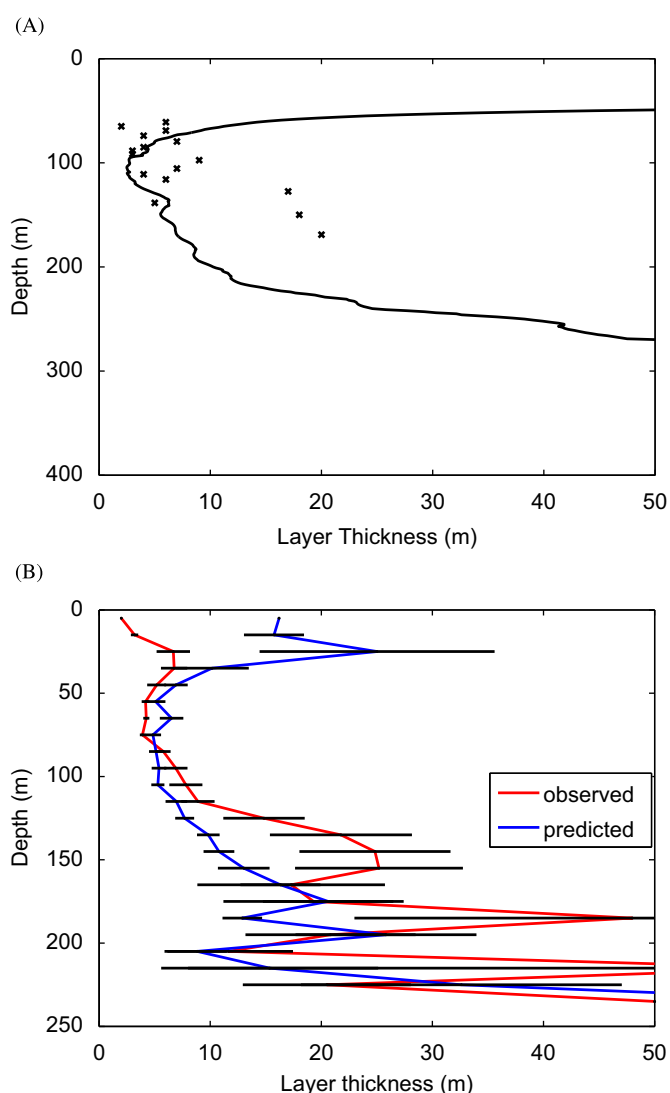 (A)
0
100
200
300
400
Depth (m)
0 10 20 30 40 50
Layer Thickness (m)
(B)
0
50
100
150
200
250
Depth (m)
observed
predicted
0 10 20 30 40 50
Layer thickness (m)